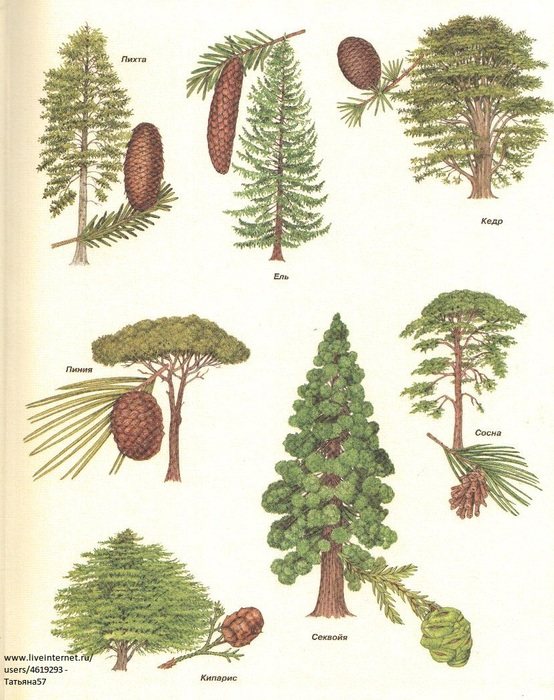 Пихта
Ель
Кедр
Пиния
Сосна
Секвойя
Кипарис
www.liveinternet.ru/
users/4619293 -
Татьяна57